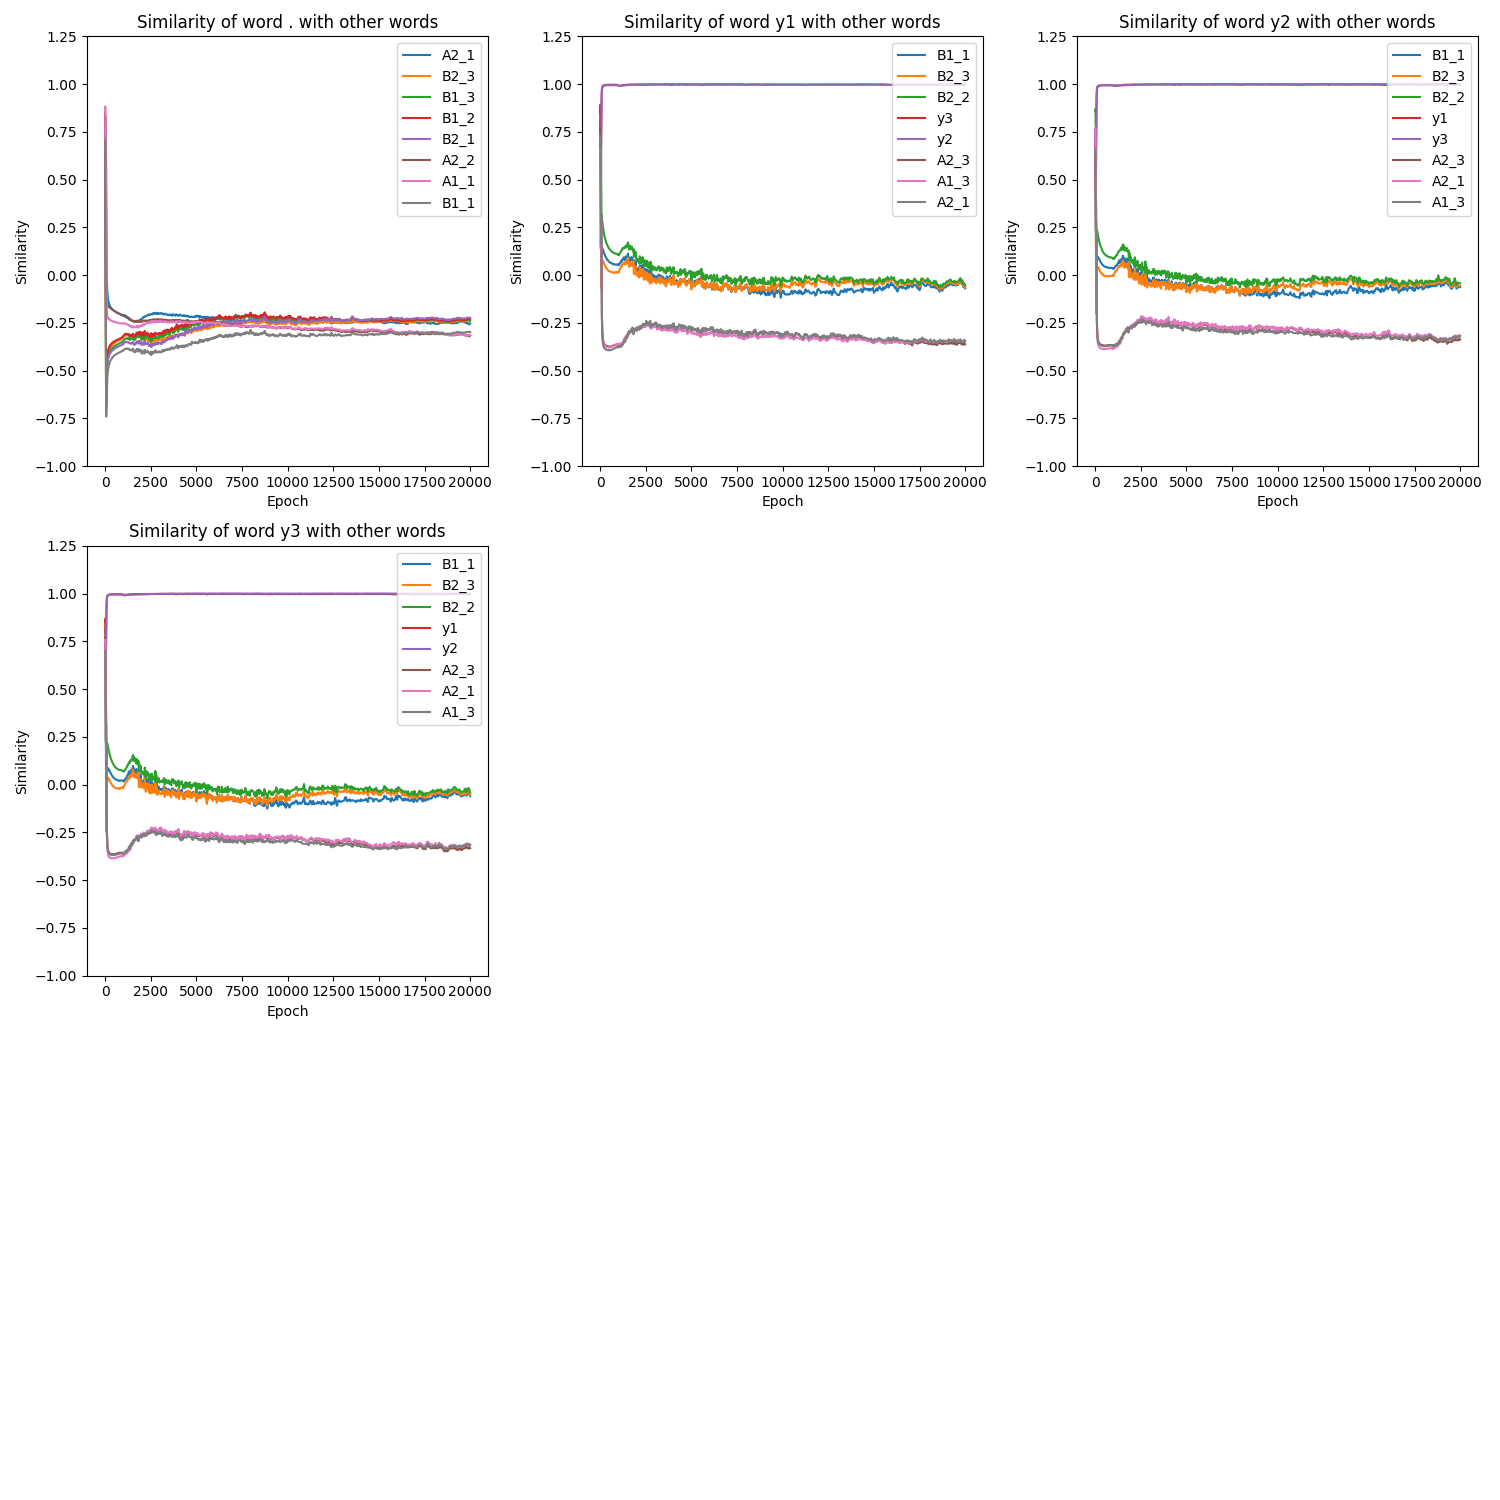 Similarity of word . with other words
1.25
1.00
0.75
0.50
0.25
0.00
−0.25
−0.50
−0.75
−1.00
Similarity
0 2500 5000 7500 10000 12500 15000 17500 20000
Epoch
A2_1
B2_3
B1_3
B1_2
B2_1
A2_2
A1_1
B1_1
Similarity of word y1 with other words
1.25
1.00
0.75
0.50
0.25
0.00
−0.25
−0.50
−0.75
−1.00
Similarity
0 2500 5000 7500 10000 12500 15000 17500 20000
Epoch
B1_1
B2_3
B2_2
y3
y2
A2_3
A1_3
A2_1
Similarity of word y2 with other words
1.25
1.00
0.75
0.50
0.25
0.00
−0.25
−0.50
−0.75
−1.00
Similarity
0 2500 5000 7500 10000 12500 15000 17500 20000
Epoch
B1_1
B2_3
B2_2
y1
y3
A2_3
A2_1
A1_3
Similarity of word y3 with other words
1.25
1.00
0.75
0.50
0.25
0.00
−0.25
−0.50
−0.75
−1.00
Similarity
0 2500 5000 7500 10000 12500 15000 17500 20000
Epoch
B1_1
B2_3
B2_2
y1
y2
A2_3
A2_1
A1_3